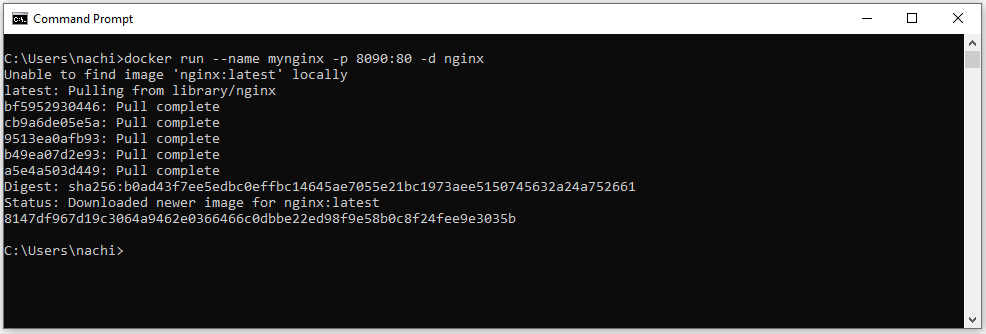 Command Prompt
C:\Users\nachi>docker run --name mynginx -p 8090:80 -d nginx
Unable to find image 'nginx:latest' locally
latest: Pulling from library/nginx
bf5952930446: Pull complete
cb9a6de05e5a: Pull complete
9513ea0afb93: Pull complete
b49ea07d2e93: Pull complete
a5e4a503d449: Pull complete
Digest: sha256:b0ad43f7ee5edbc0effbc14645ae7055e21bc1973aee5150745632a24a752661
Status: Downloaded newer image for nginx:latest
8147df967d19c3064a9462e0366466c0dbbe22ed98f9e58b0c8f24fee9e3035b
C:\Users\nachi>